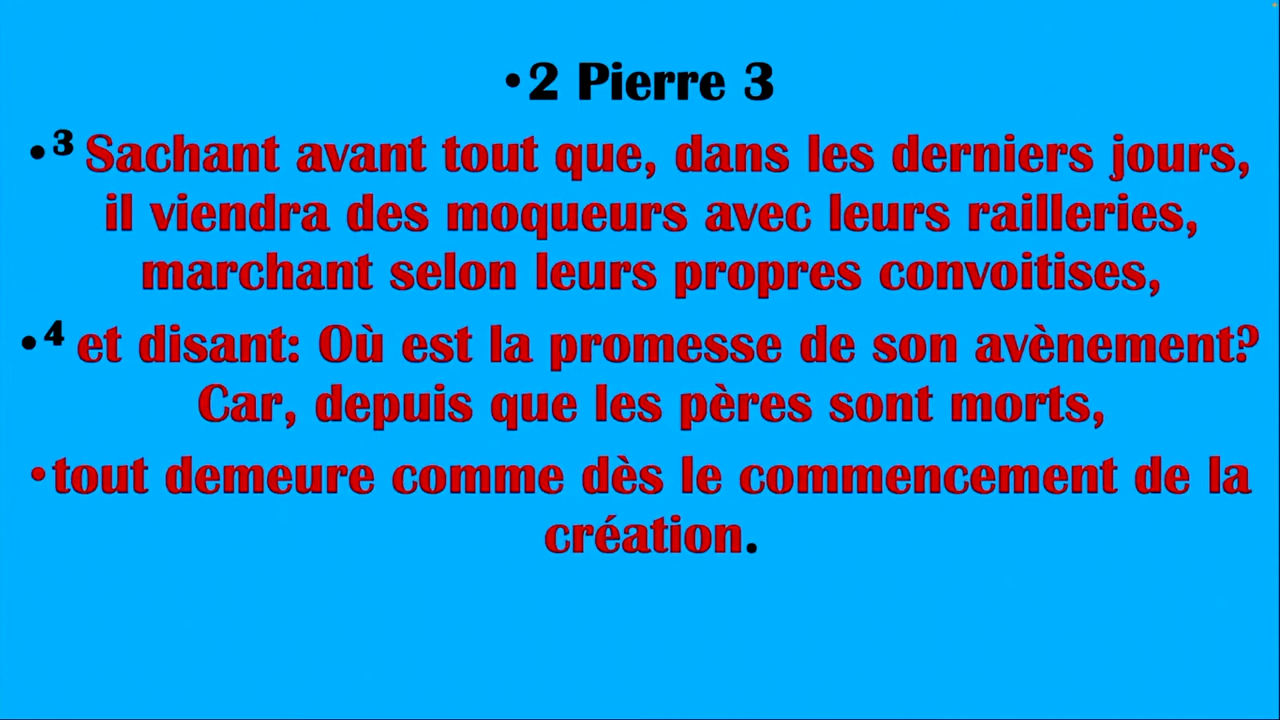 •2 Pierre 3
•³ Sachant avant tout que, dans les derniers jours,
il viendra des moqueurs avec leurs railleries,
marchant selon leurs propres convoitises,
•⁴ et disant: Où est la promesse de son avènement?
Car, depuis que les pères sont morts,
•tout demeure comme dès le commencement de la
création.